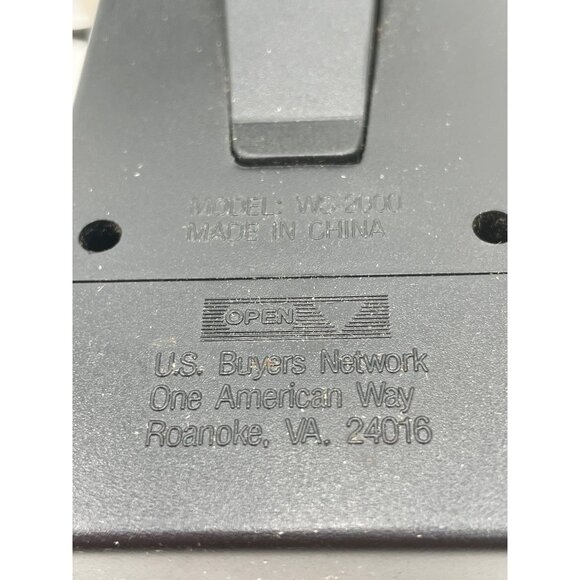 MODEL: WS-2000
MADE IN CHINA
OPEN
U.S. Buyers Network
One American Way
Roanoke, VA. 24016